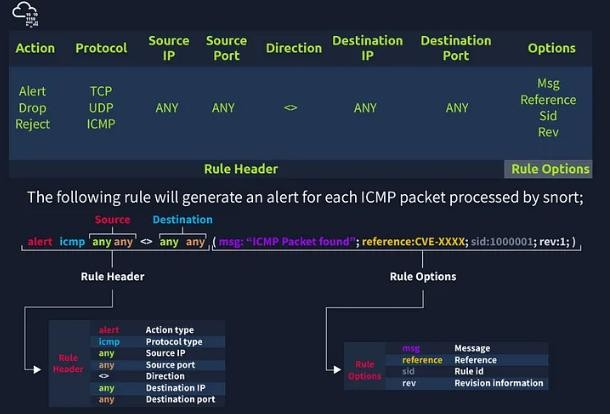 Action Protocol Source IP Source Port Direction Destination IP Destination Port Options
Alert TCP ANY ANY <> ANY ANY Msg
Drop UDP Reference
Reject ICMP Sid
Rev
Rule Header Rule Options
The following rule will generate an alert for each ICMP packet processed by snort;
Source Destination
alert icmp any any <> any any ( msg: “ICMP Packet found”; reference:CVE-XXXX; sid:1000001; rev:1; )
Rule Header Rule Options
Rule Header
alert Action type
icmp Protocol type
any Source IP
any Source port
<> Direction
any Destination IP
any Destination port
Rule Options
msg Message
reference Reference
sid Rule id
rev Revision information